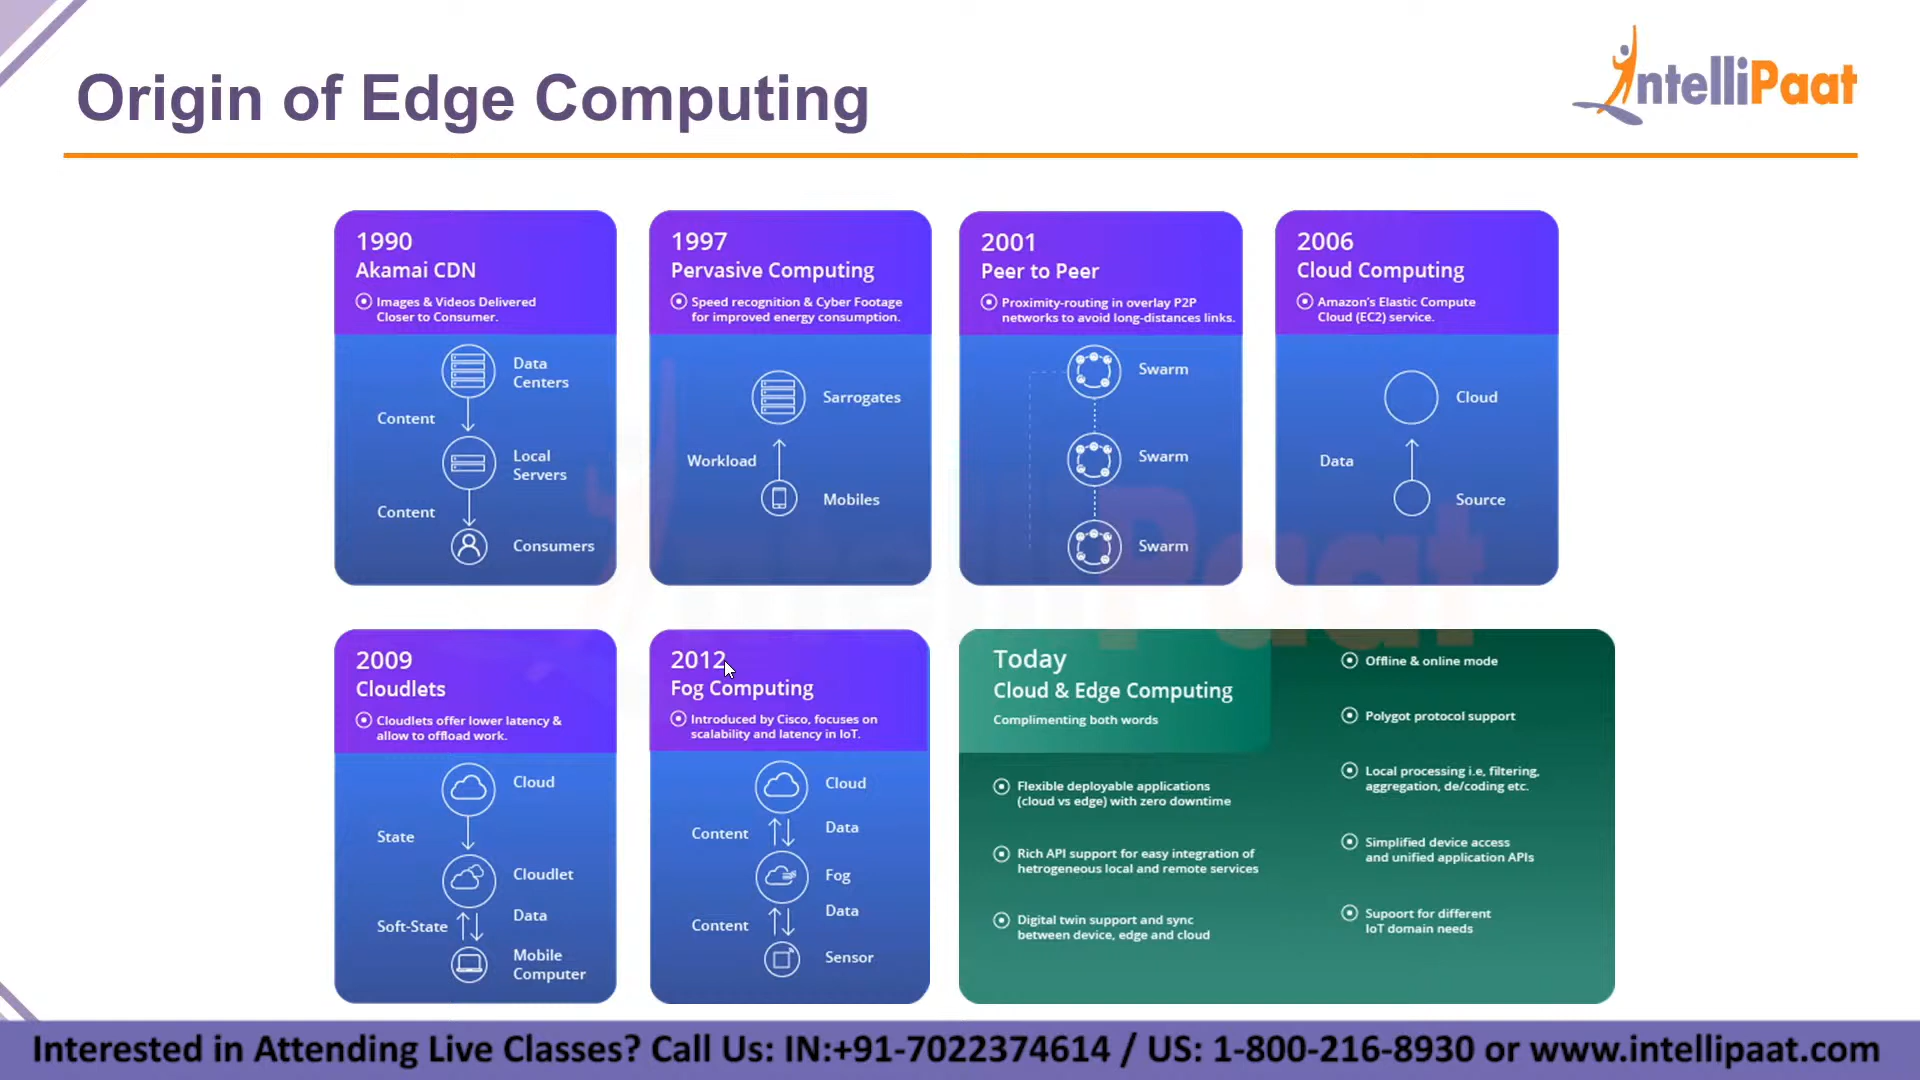 Origin of Edge Computing
IntelliPaat
1990
Akamai CDN
Images & Videos Delivered
Closer to Consumer.
Data
Centers
Content
Local
Servers
Content
Consumers
1997
Pervasive Computing
Speed recognition & Cyber Footage
for improved energy consumption.
Sarrogates
Workload
Mobiles
2001
Peer to Peer
Proximity-routing in overlay P2P
networks to avoid long-distances links.
Swarm
Swarm
Swarm
2006
Cloud Computing
Amazon's Elastic Compute
Cloud (EC2) service.
Cloud
Data
Source
2009
Cloudlets
Cloudlets offer lower latency &
allow to offload work.
Cloud
State
Cloudlet
Data
Soft-State
Mobile
Computer
2012
Fog Computing
Introduced by Cisco, focuses on
scalability and latency in IoT.
Cloud
Data
Content
Fog
Data
Content
Sensor
Today
Cloud & Edge Computing
Complimenting both words
Flexible deployable applications
(cloud vs edge) with zero downtime
Rich API support for easy integration of
hetrogeneous local and remote services
Digital twin support and sync
between device, edge and cloud
Offline & online mode
Polygot protocol support
Local processing i.e, filtering,
aggregation, de/coding etc.
Simplified device access
and unified application APIs
Supoort for different
IoT domain needs
IntelliPaat
Interested in Attending Live Classes? Call Us: IN:+91-7022374614 / US: 1-800-216-8930 or www.intellipaat.com